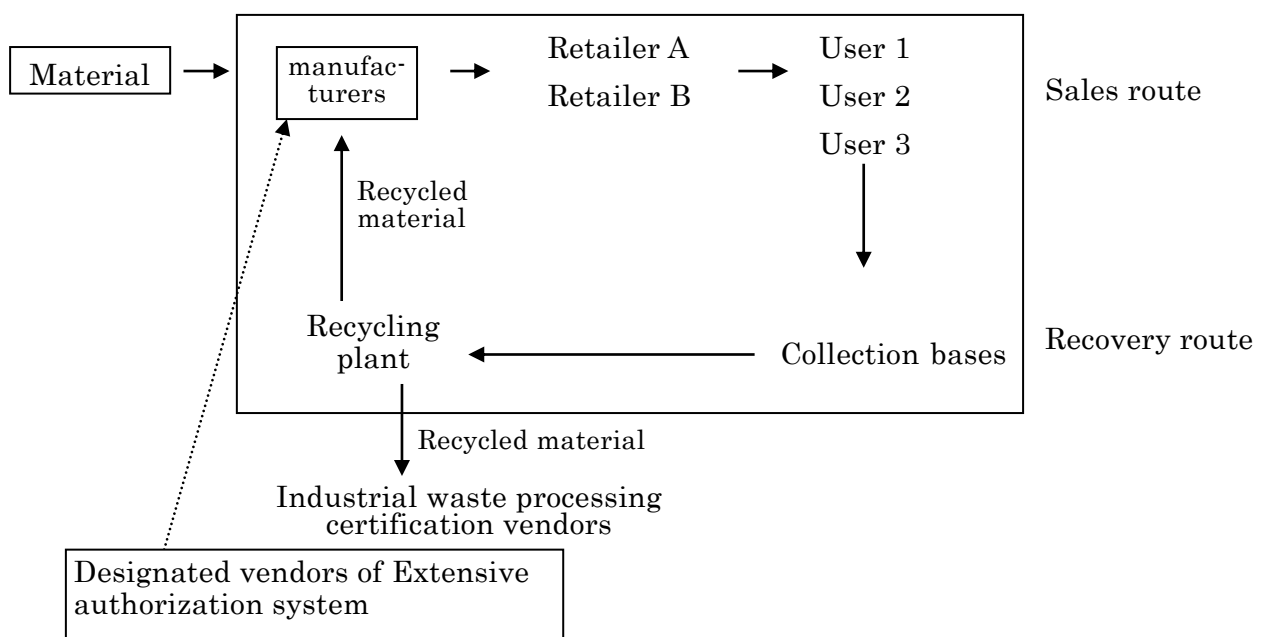 Material
manufac-
turers
Retailer A
Retailer B
User 1
User 2
User 3
Sales route
Recycled
material
Recycling
plant
Collection bases
Recovery route
Recycled material
Industrial waste processing
certification vendors
Designated vendors of Extensive
authorization system